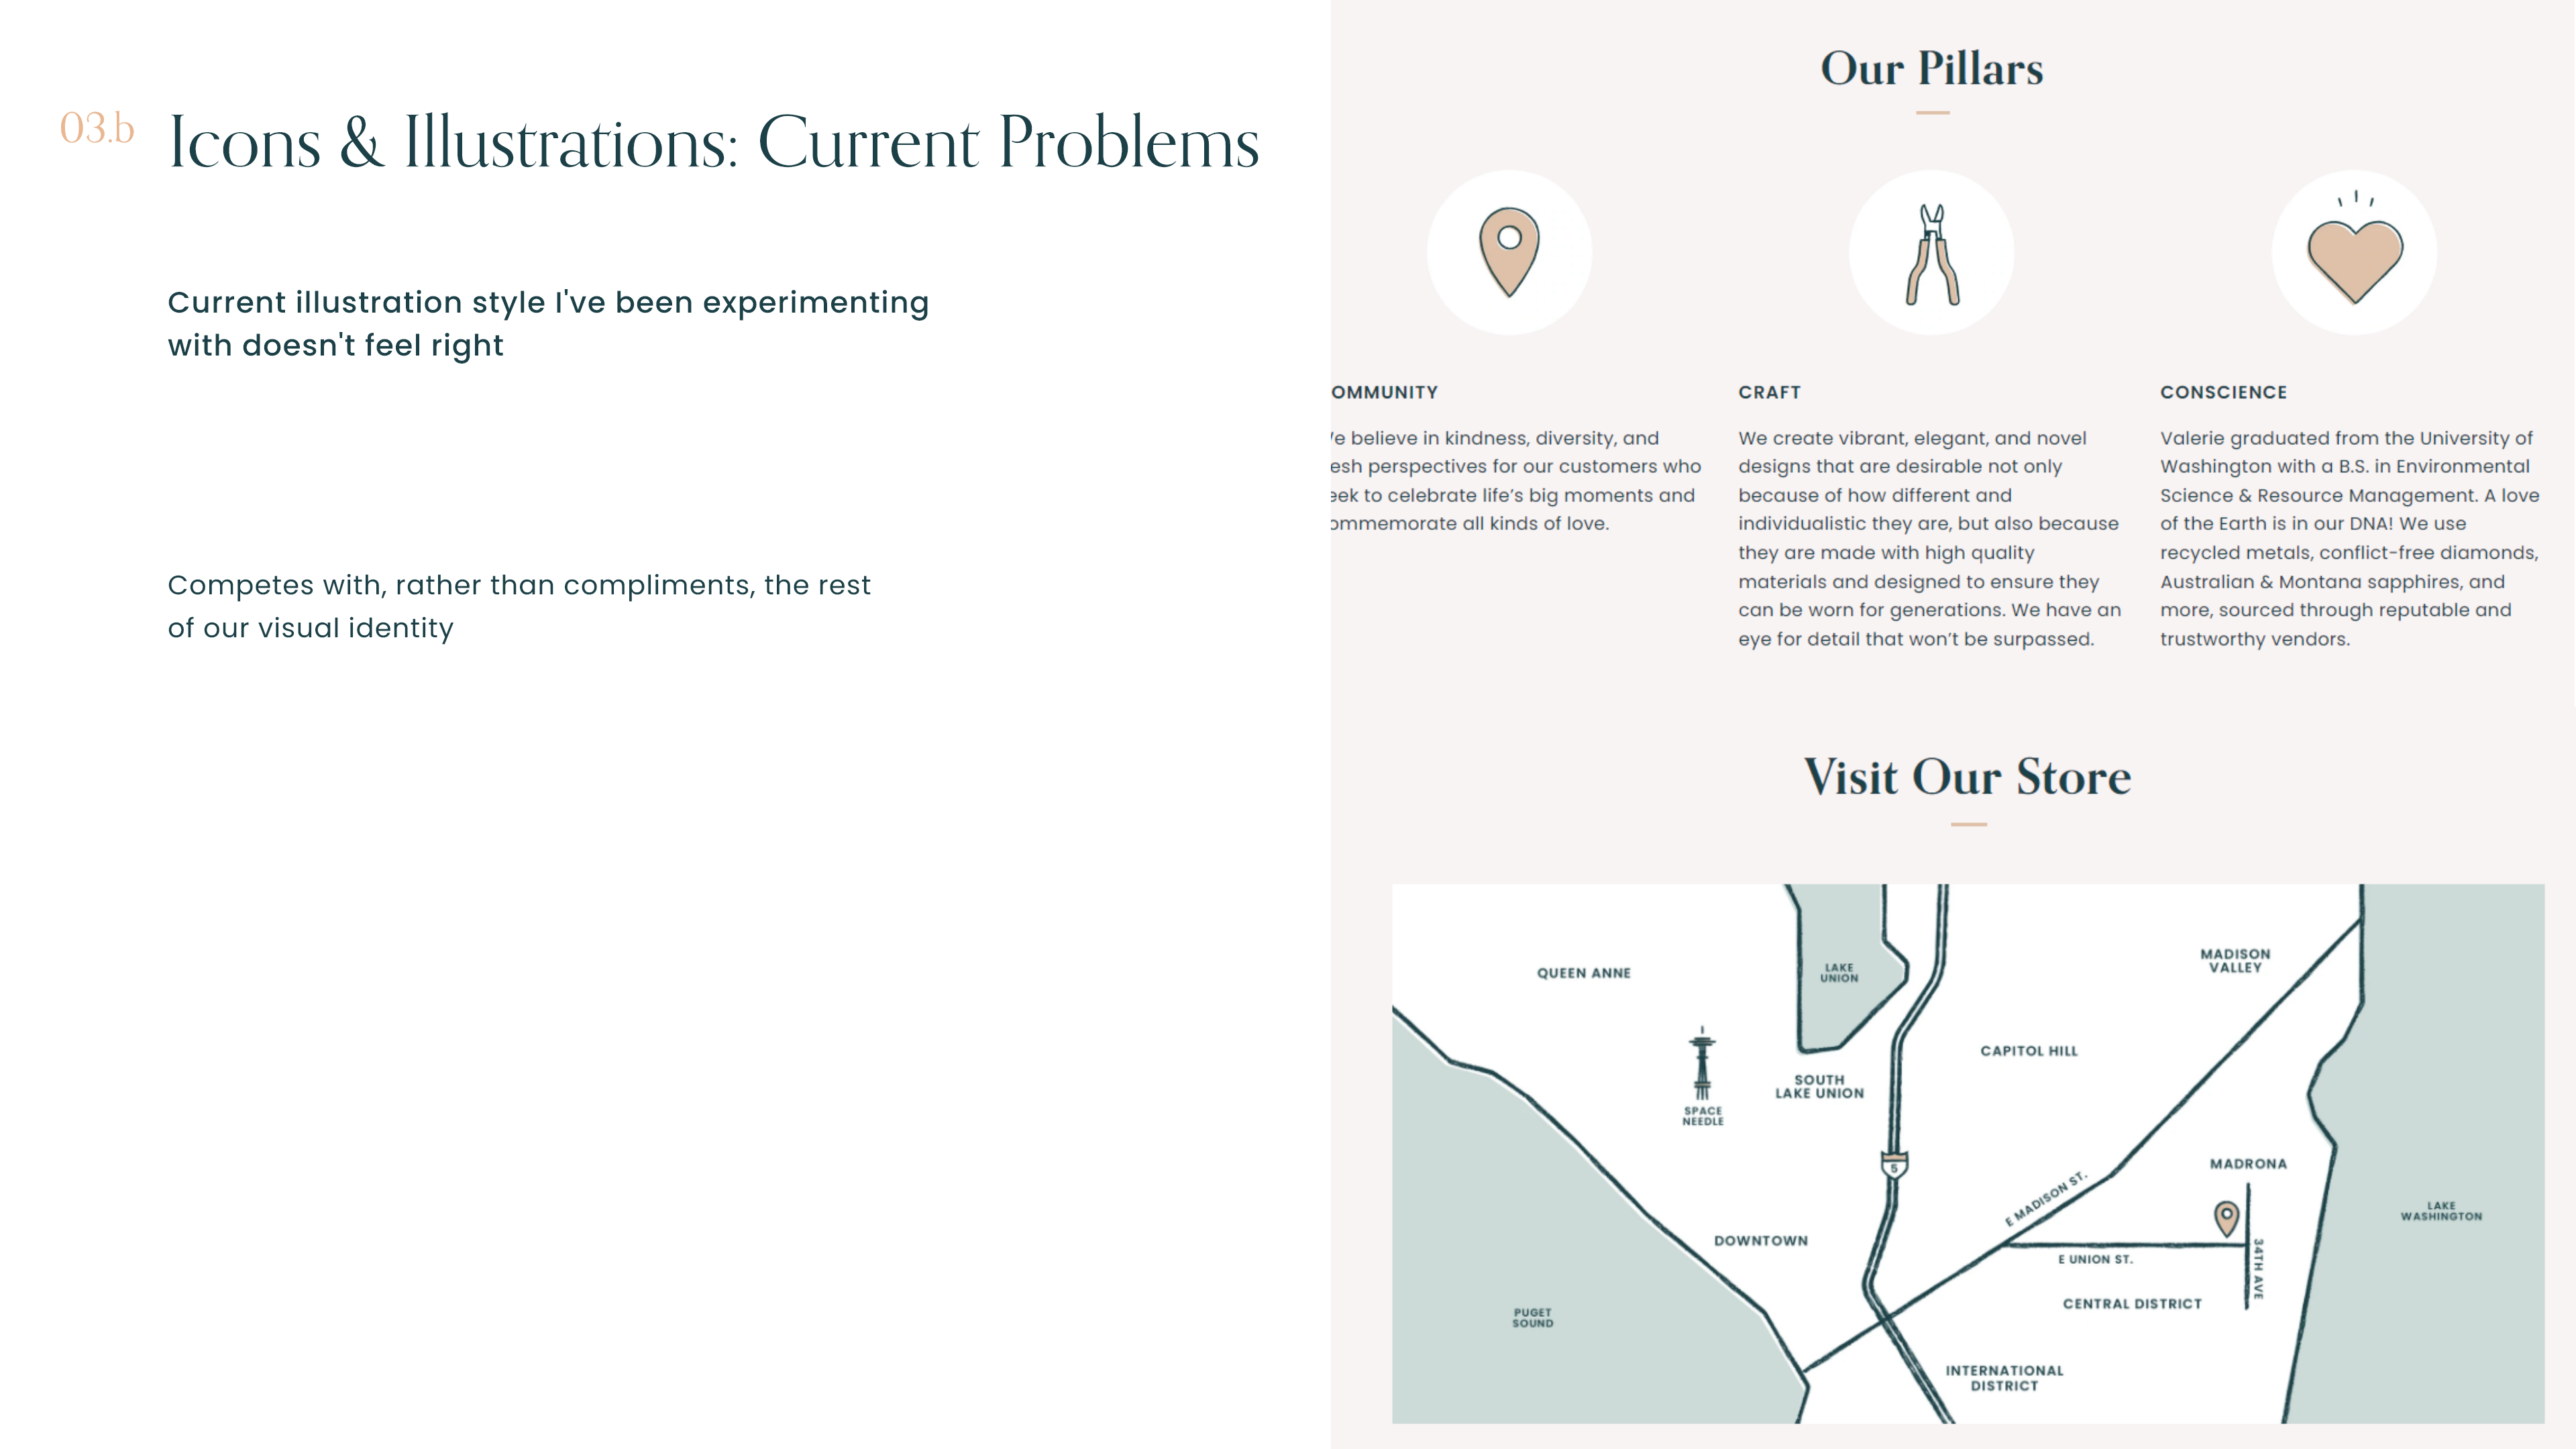 03.b
Icons & Illustrations: Current Problems
Current illustration style I've been experimenting
with doesn't feel right
Competes with, rather than compliments, the rest
of our visual identity
Our Pillars
OMMUNITY
e believe in kindness, diversity, and
esh perspectives for our customers who
eek to celebrate life’s big moments and
ommemorate all kinds of love.
CRAFT
We create vibrant, elegant, and novel
designs that are desirable not only
because of how different and
individualistic they are, but also because
they are made with high quality
materials and designed to ensure they
can be worn for generations. We have an
eye for detail that won’t be surpassed.
CONSCIENCE
Valerie graduated from the University of
Washington with a B.S. in Environmental
Science & Resource Management. A love
of the Earth is in our DNA! We use
recycled metals, conflict-free diamonds,
Australian & Montana sapphires, and
more, sourced through reputable and
trustworthy vendors.
Visit Our Store
QUEEN ANNE
LAKE
UNION
MADISON
VALLEY
SPACE
NEEDLE
SOUTH
LAKE UNION
CAPITOL HILL
5
MADRONA
E MADISON ST.
E UNION ST.
34TH AVE
LAKE
WASHINGTON
DOWNTOWN
CENTRAL DISTRICT
PUGET
SOUND
INTERNATIONAL
DISTRICT